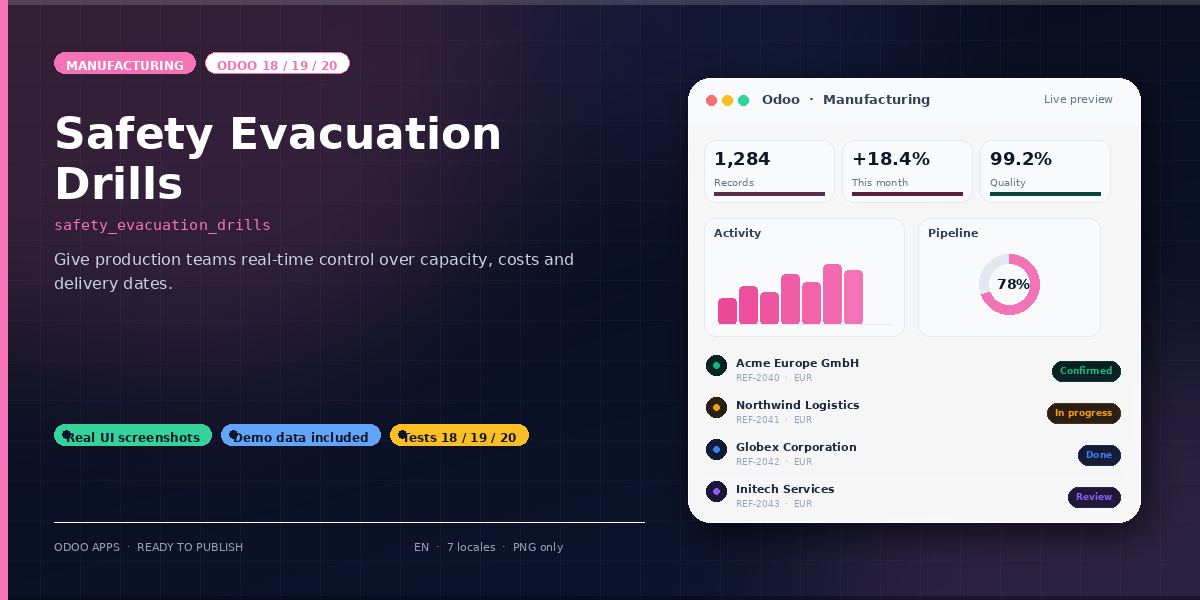 MANUFACTURING
ODOO 18 / 19 / 20
Safety Evacuation
Drills
safety_evacuation_drills
Give production teams real-time control over capacity, costs and
delivery dates.
Real UI screenshots
Demo data included
Tests 18 / 19 / 20
ODOO APPS · READY TO PUBLISH
EN · 7 locales · PNG only
Odoo · Manufacturing
Live preview
1,284
Records
+18.4%
This month
99.2%
Quality
Activity
Pipeline
78%
Acme Europe GmbH
REF-2040 · EUR
Confirmed
Northwind Logistics
REF-2041 · EUR
In progress
Globex Corporation
REF-2042 · EUR
Done
Initech Services
REF-2043 · EUR
Review